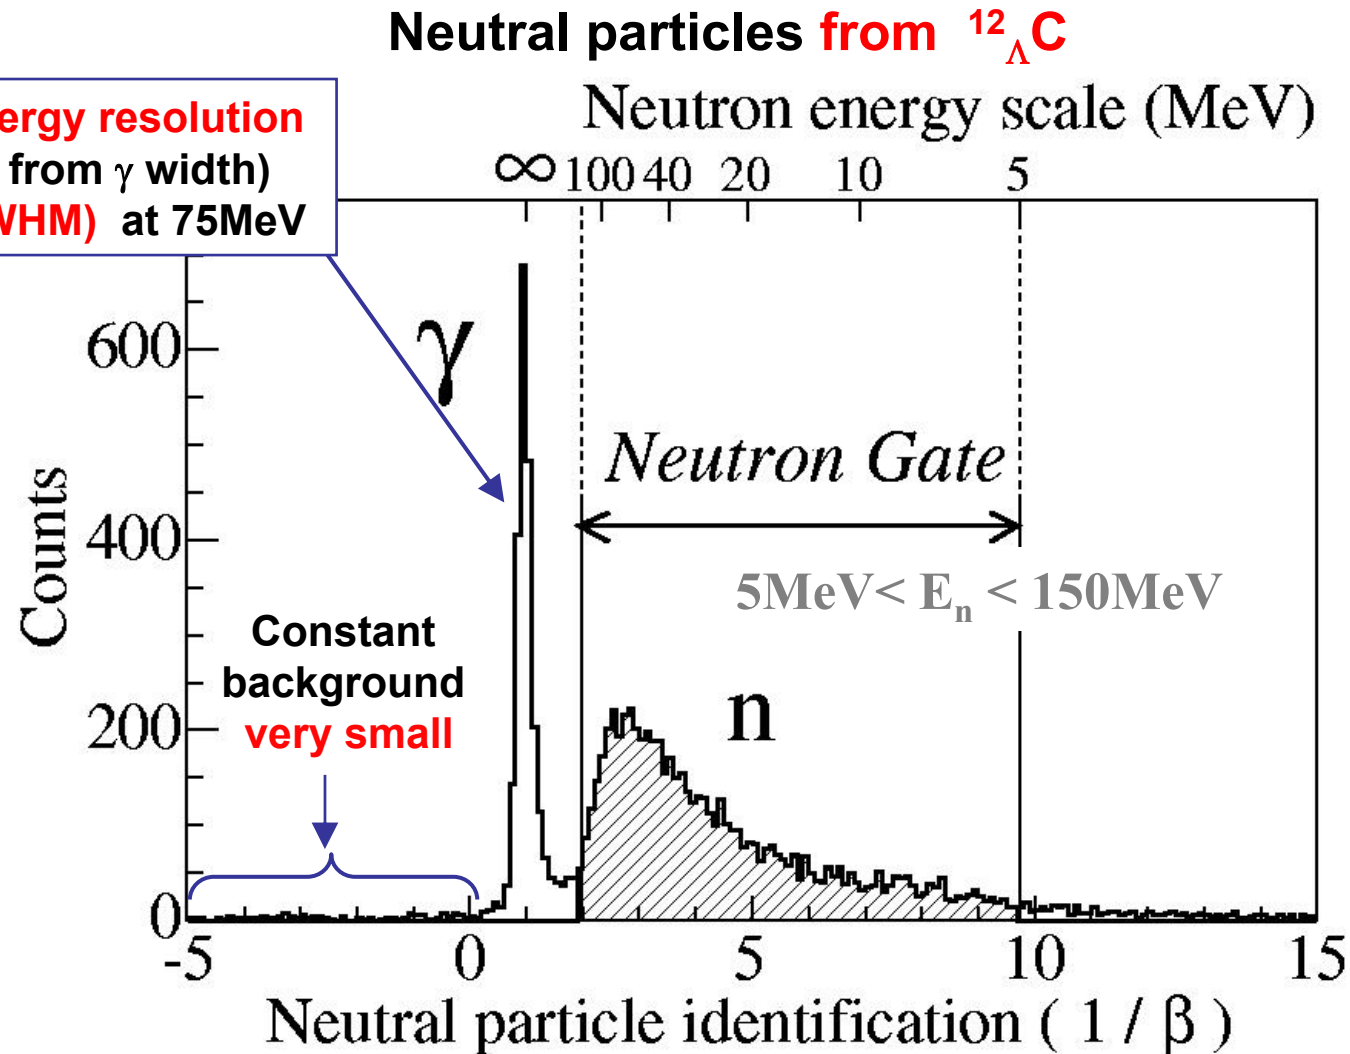 Neutral particles from ¹²ΛC
ergy resolution
from γ width)
WHM) at 75MeV
Neutron energy scale (MeV)
∞ 100 40 20 10 5
γ
Neutron Gate
5MeV< Eₙ < 150MeV
Constant
background
very small
n
Counts
600
400
200
0
-5 0 5 10 15
Neutral particle identification ( 1 / β )